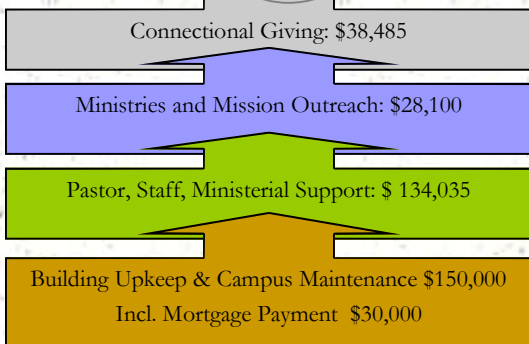 Connectional Giving: $38,485
Ministries and Mission Outreach: $28,100
Pastor, Staff, Ministerial Support: $ 134,035
Building Upkeep & Campus Maintenance $150,000
Incl. Mortgage Payment  $30,000